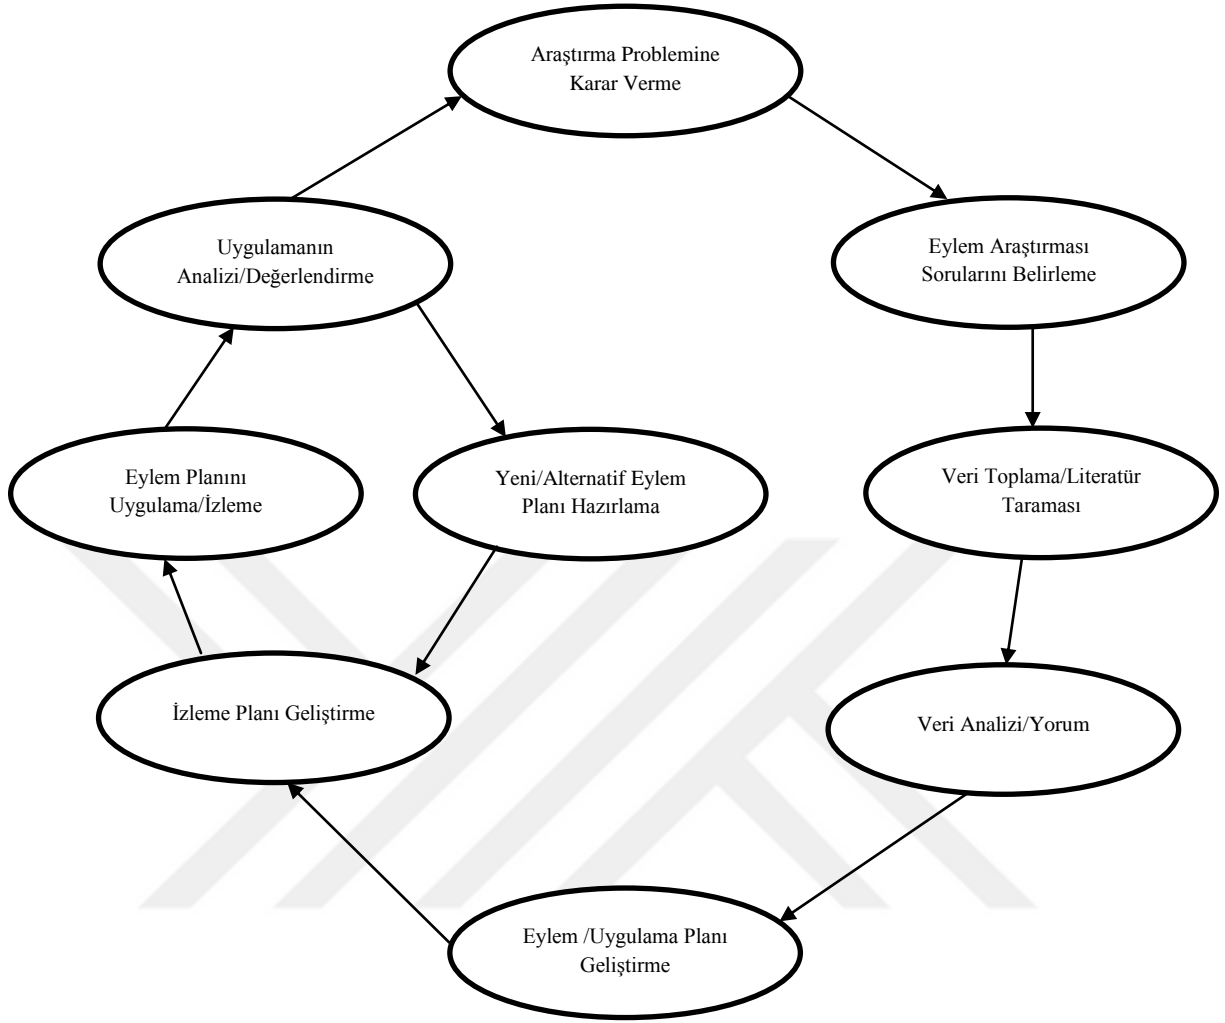 Araştırma Problemine
Karar Verme
Uygulamanın
Analizi/Değerlendirme
Eylem Araştırması
Sorularını Belirleme
Eylem Planını
Uygulama/İzleme
Yeni/Alternatif Eylem
Planı Hazırlama
Veri Toplama/Literatür
Taraması
İzleme Planı Geliştirme
Veri Analizi/Yorum
Eylem /Uygulama Planı
Geliştirme